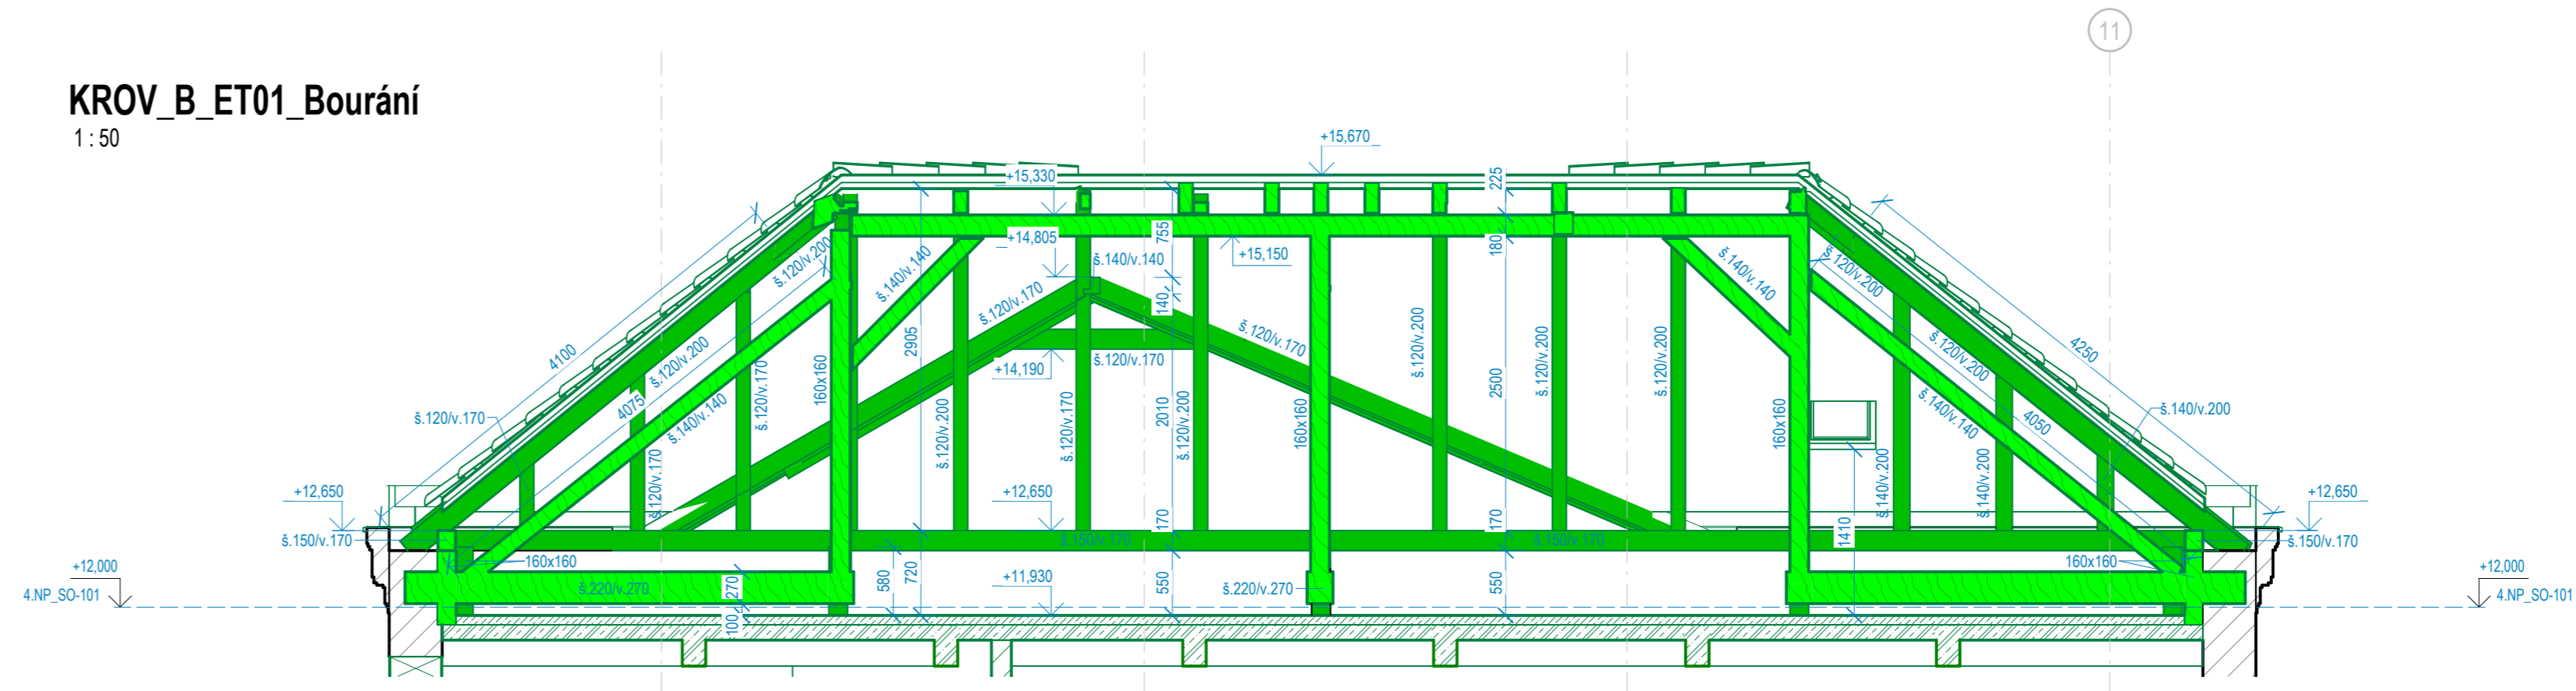 11
KROV_B_ET01_Bourání
1 : 50
+15,670
+15,330
225
+14,805
755
180
+15,150
š.120/v.200
š.140/v.140
š.140/v.140
š.140/v.140
š.120/v.200
4100
š.120/v.170
140
4250
2905
š.120/v.170
š.120/v.200
š.120/v.200
š.120/v.200
š.120/v.200
š.120/v.200
4075
š.140/v.140
160x160
š.120/v.170
+14,190
š.120/v.170
2500
š.120/v.170
š.120/v.200
š.120/v.170
2010
š.120/v.200
160x160
160x160
š.140/v.140
4050
š.140/v.200
š.120/v.170
š.140/v.200
š.140/v.200
+12,650
+12,650
+12,650
š.150/v.170
170
š.150/v.170
170
š.150/v.170
1410
š.150/v.170
160x160
160x160
+12,000
4.NP_SO-101
š.220/v.270
270
100
580
720
+11,930
550
š.220/v.270
550
+12,000
4.NP_SO-101